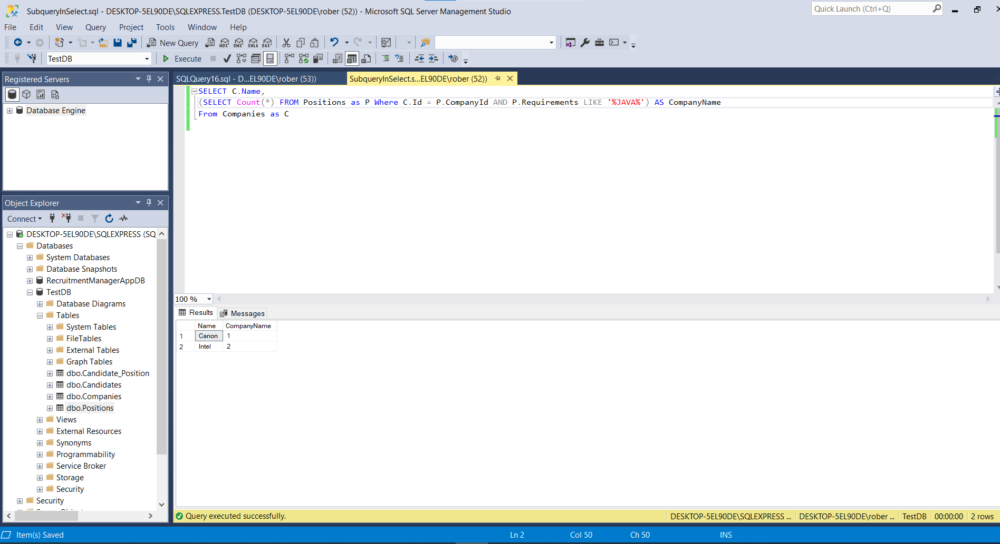 SubqueryInSelect.sql - DESKTOP-5EL90DE\SQLEXPRESS.TestDB (DESKTOP-5EL90DE\rober (52)) - Microsoft SQL Server Management Studio
Quick Launch (Ctrl+Q)
File Edit View Query Project Tools Window Help
New Query
MDX DMX XMLA DAX
TestDB
Execute
Registered Servers
Database Engine
SQLQuery16.sql - D...EL90DE\rober (53))
SubqueryInSelect.s...EL90DE\rober (52))
SELECT C.Name,
(SELECT Count(*) FROM Positions as P Where C.Id = P.CompanyId AND P.Requirements LIKE '%JAVA%') AS CompanyName
From Companies as C
Object Explorer
Connect
DESKTOP-5EL90DE\SQLEXPRESS (SQ
Databases
System Databases
Database Snapshots
RecruitmentManagerAppDB
TestDB
Database Diagrams
Tables
System Tables
FileTables
External Tables
Graph Tables
dbo.Candidate_Position
dbo.Candidates
dbo.Companies
dbo.Positions
Views
External Resources
Synonyms
Programmability
Service Broker
Storage
Security
Security
100 %
Results Messages
Name CompanyName
1 Canon 1
2 Intel 2
Query executed successfully.
DESKTOP-5EL90DE\SQLEXPRESS ... DESKTOP-5EL90DE\rober ... TestDB 00:00:00 2 rows
Item(s) Saved Ln 2 Col 50 Ch 50 INS